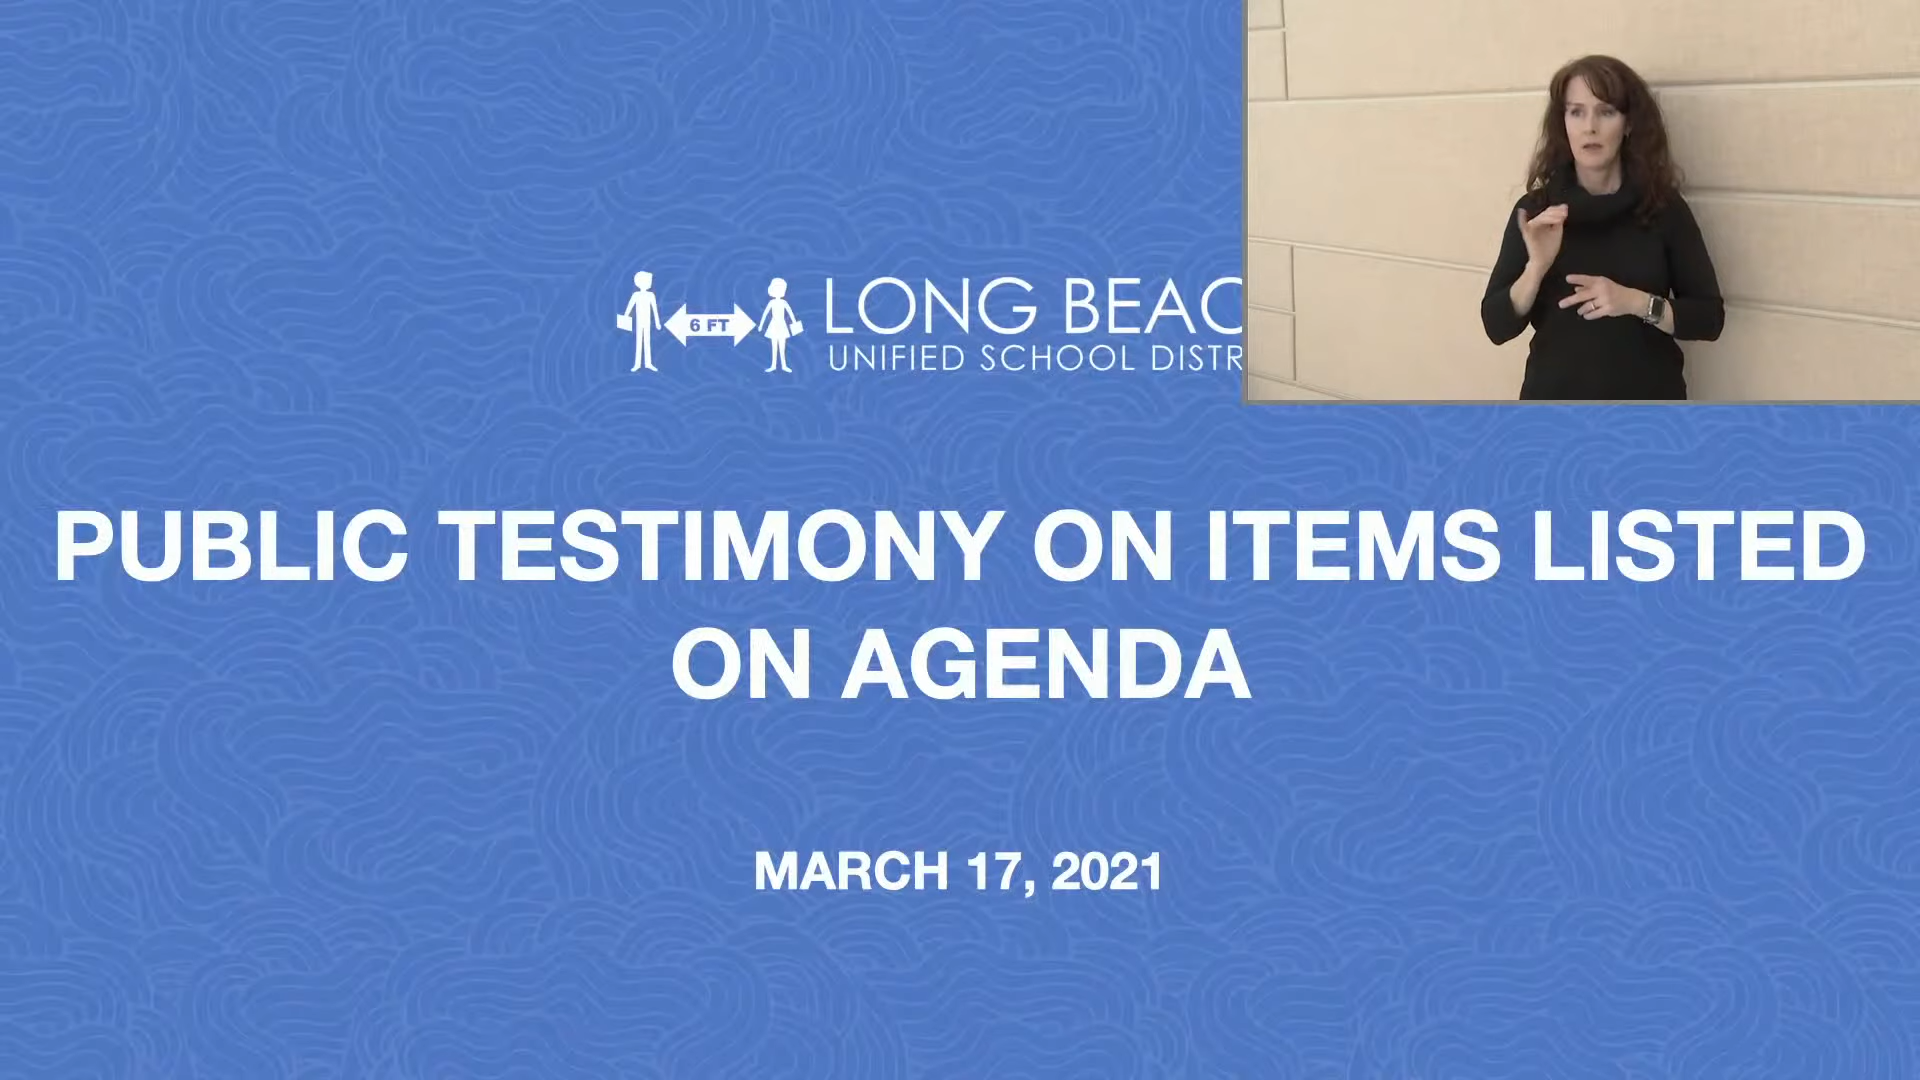 6 FT
LONG BEAC
UNIFIED SCHOOL DISTR
PUBLIC TESTIMONY ON ITEMS LISTED
ON AGENDA
MARCH 17, 2021